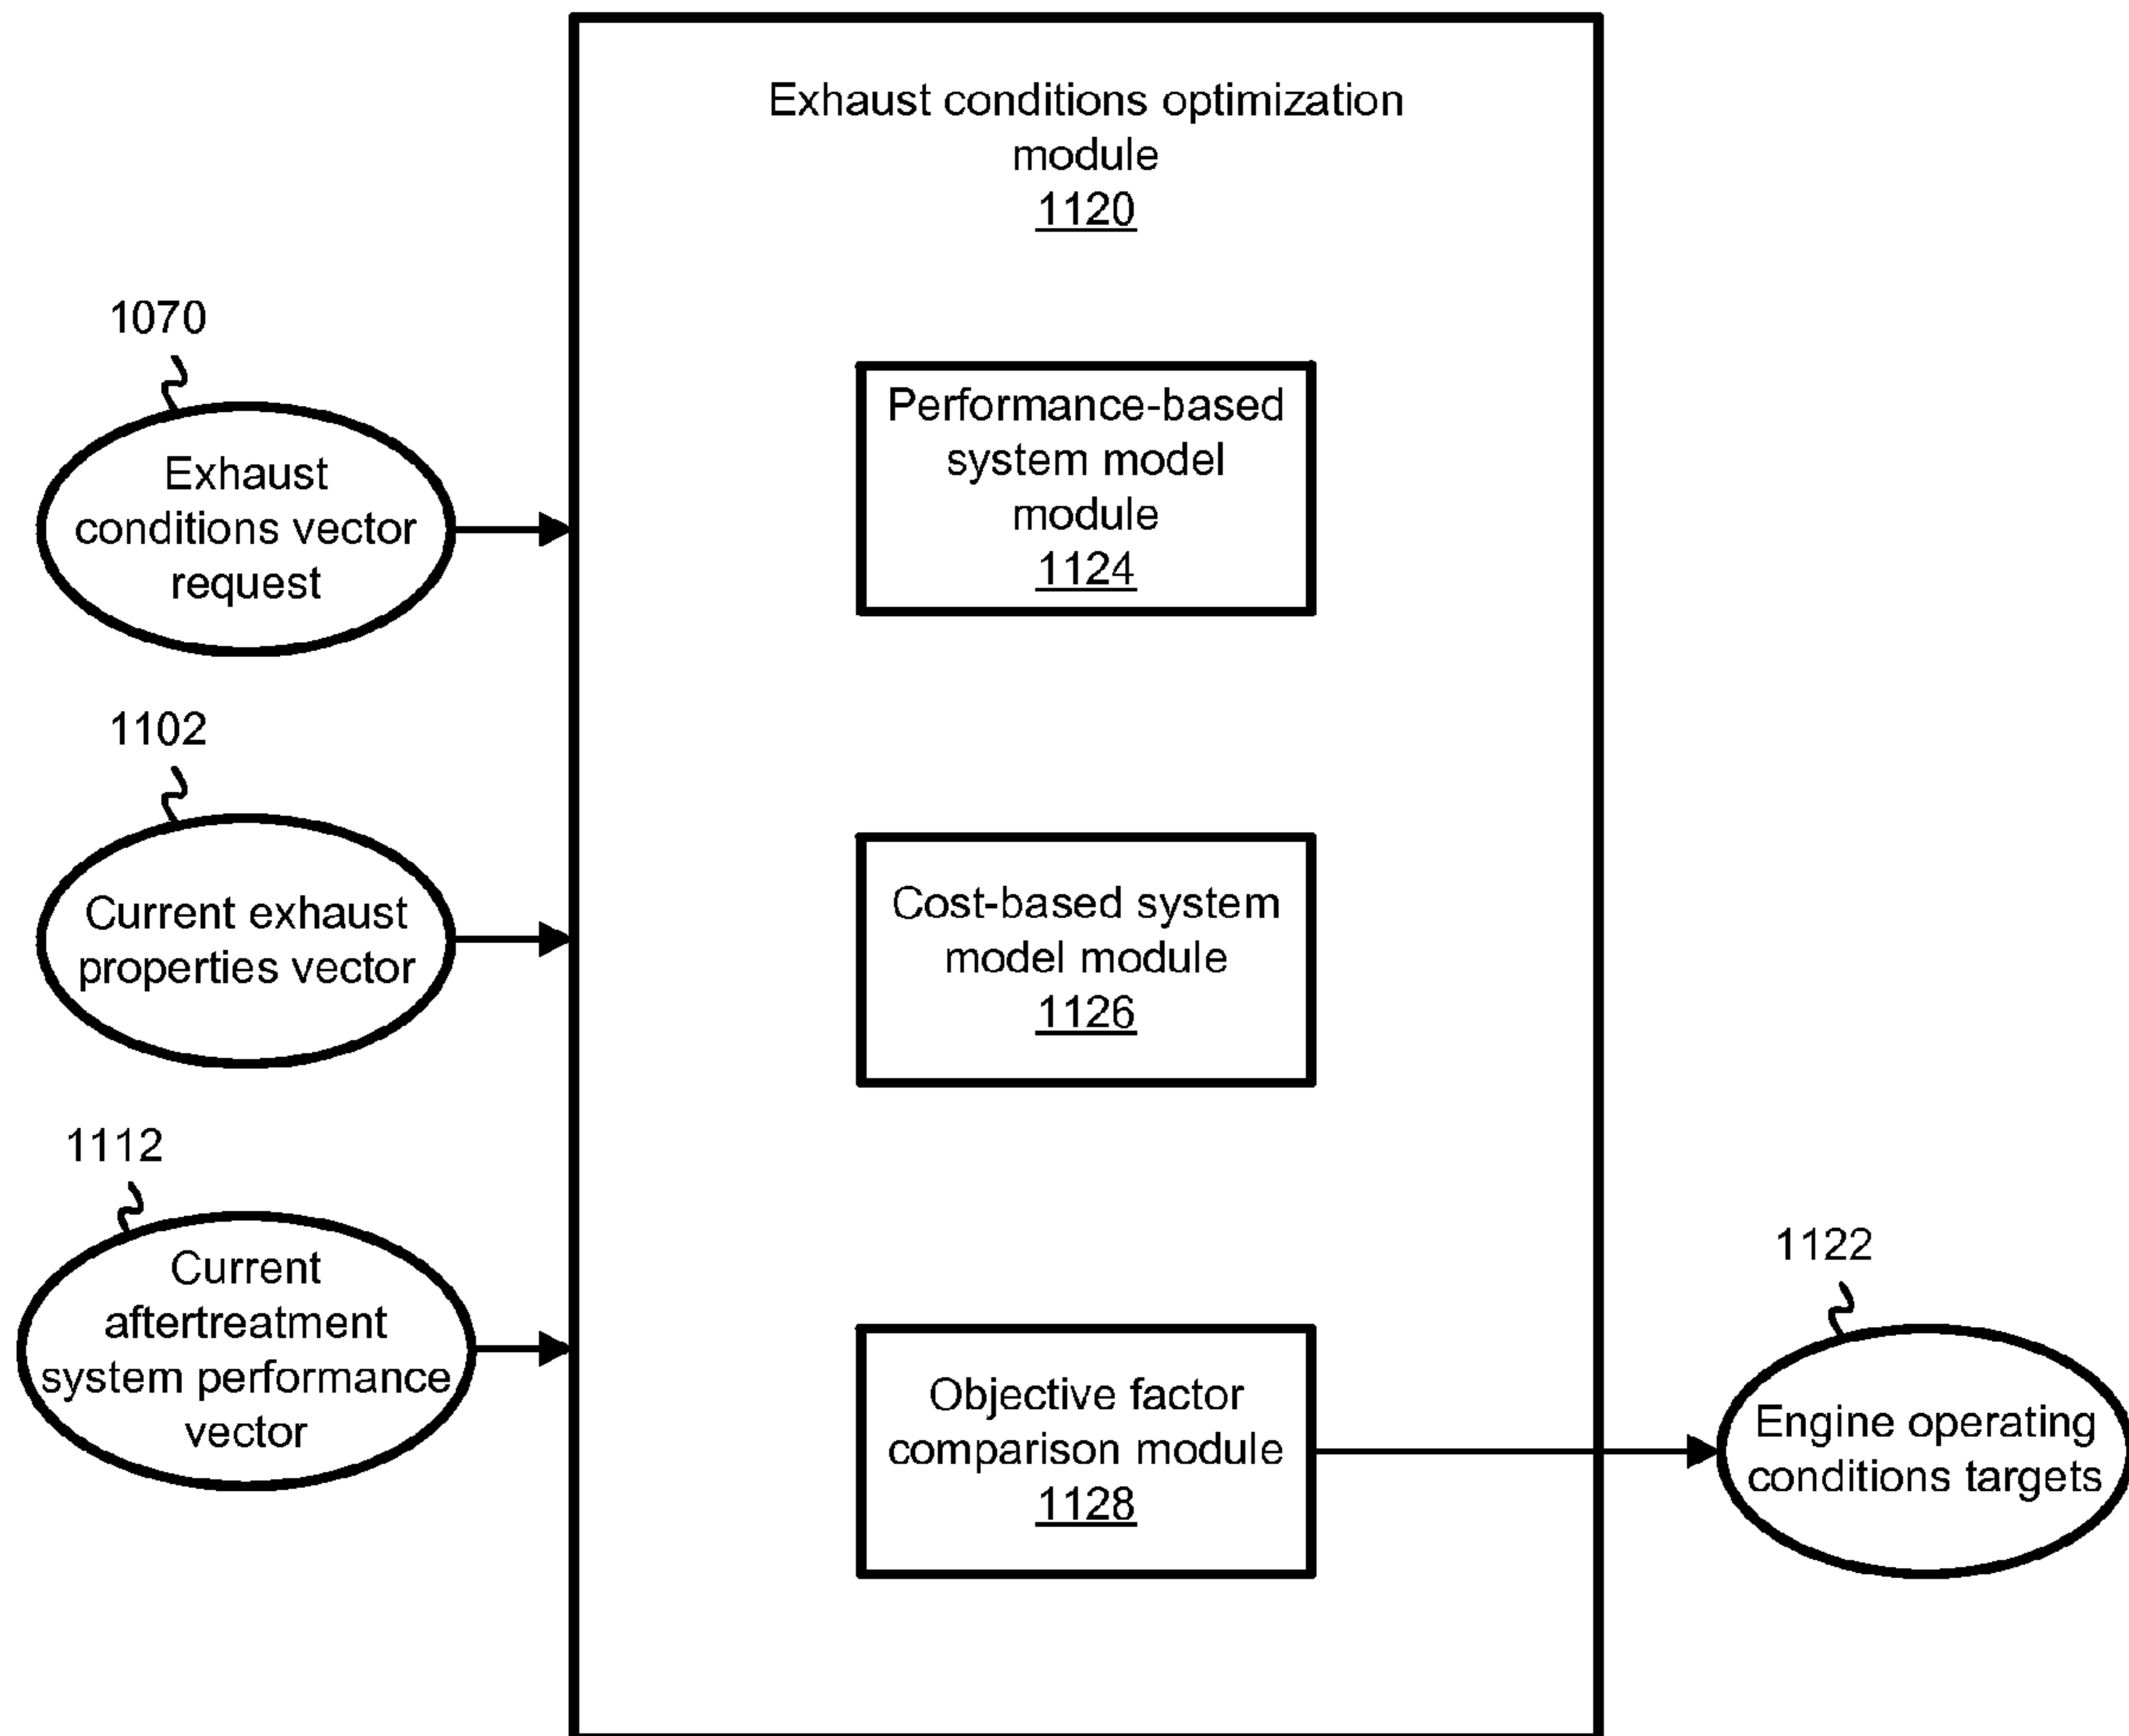 Exhaust conditions optimization
module
1120
1070
Exhaust
conditions vector
request
Performance-based
system model
module
1124
1102
Current exhaust
properties vector
Cost-based system
model module
1126
1112
Current
aftertreatment
system performance
vector
Objective factor
comparison module
1128
1122
Engine operating
conditions targets